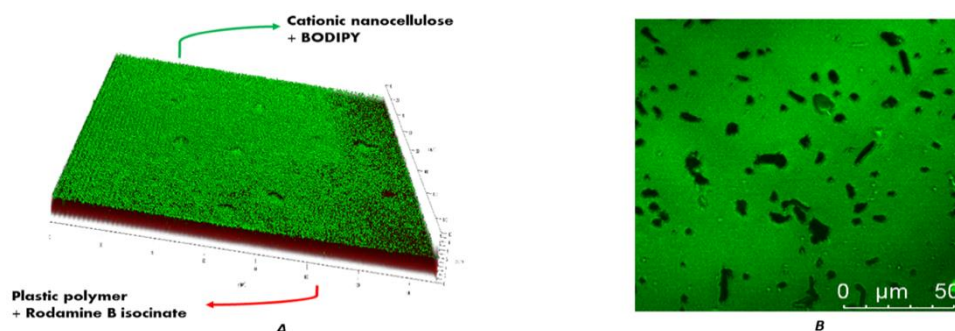 Cationic nanocellulose
+ BODIPY
Plastic polymer
+ Rodamine B isocinate
A
0 µm 50
B